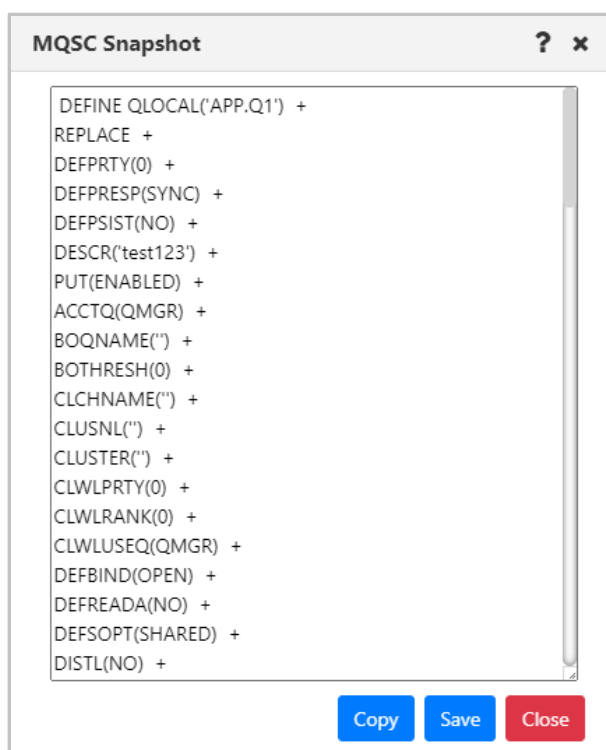 MQSC Snapshot ? ×
DEFINE QLOCAL('APP.Q1') +
REPLACE +
DEFPRTY(0) +
DEFPRESP(SYNC) +
DEFPSIST(NO) +
DESCR('test123') +
PUT(ENABLED) +
ACCTQ(QMGR) +
BOQNAME('') +
BOTHRESH(0) +
CLCHNAME('') +
CLUSNL('') +
CLUSTER('') +
CLWLPRTY(0) +
CLWLRANK(0) +
CLWLUSEQ(QMGR) +
DEFBIND(OPEN) +
DEFREADA(NO) +
DEFSOPT(SHARED) +
DISTL(NO) +
Copy Save Close